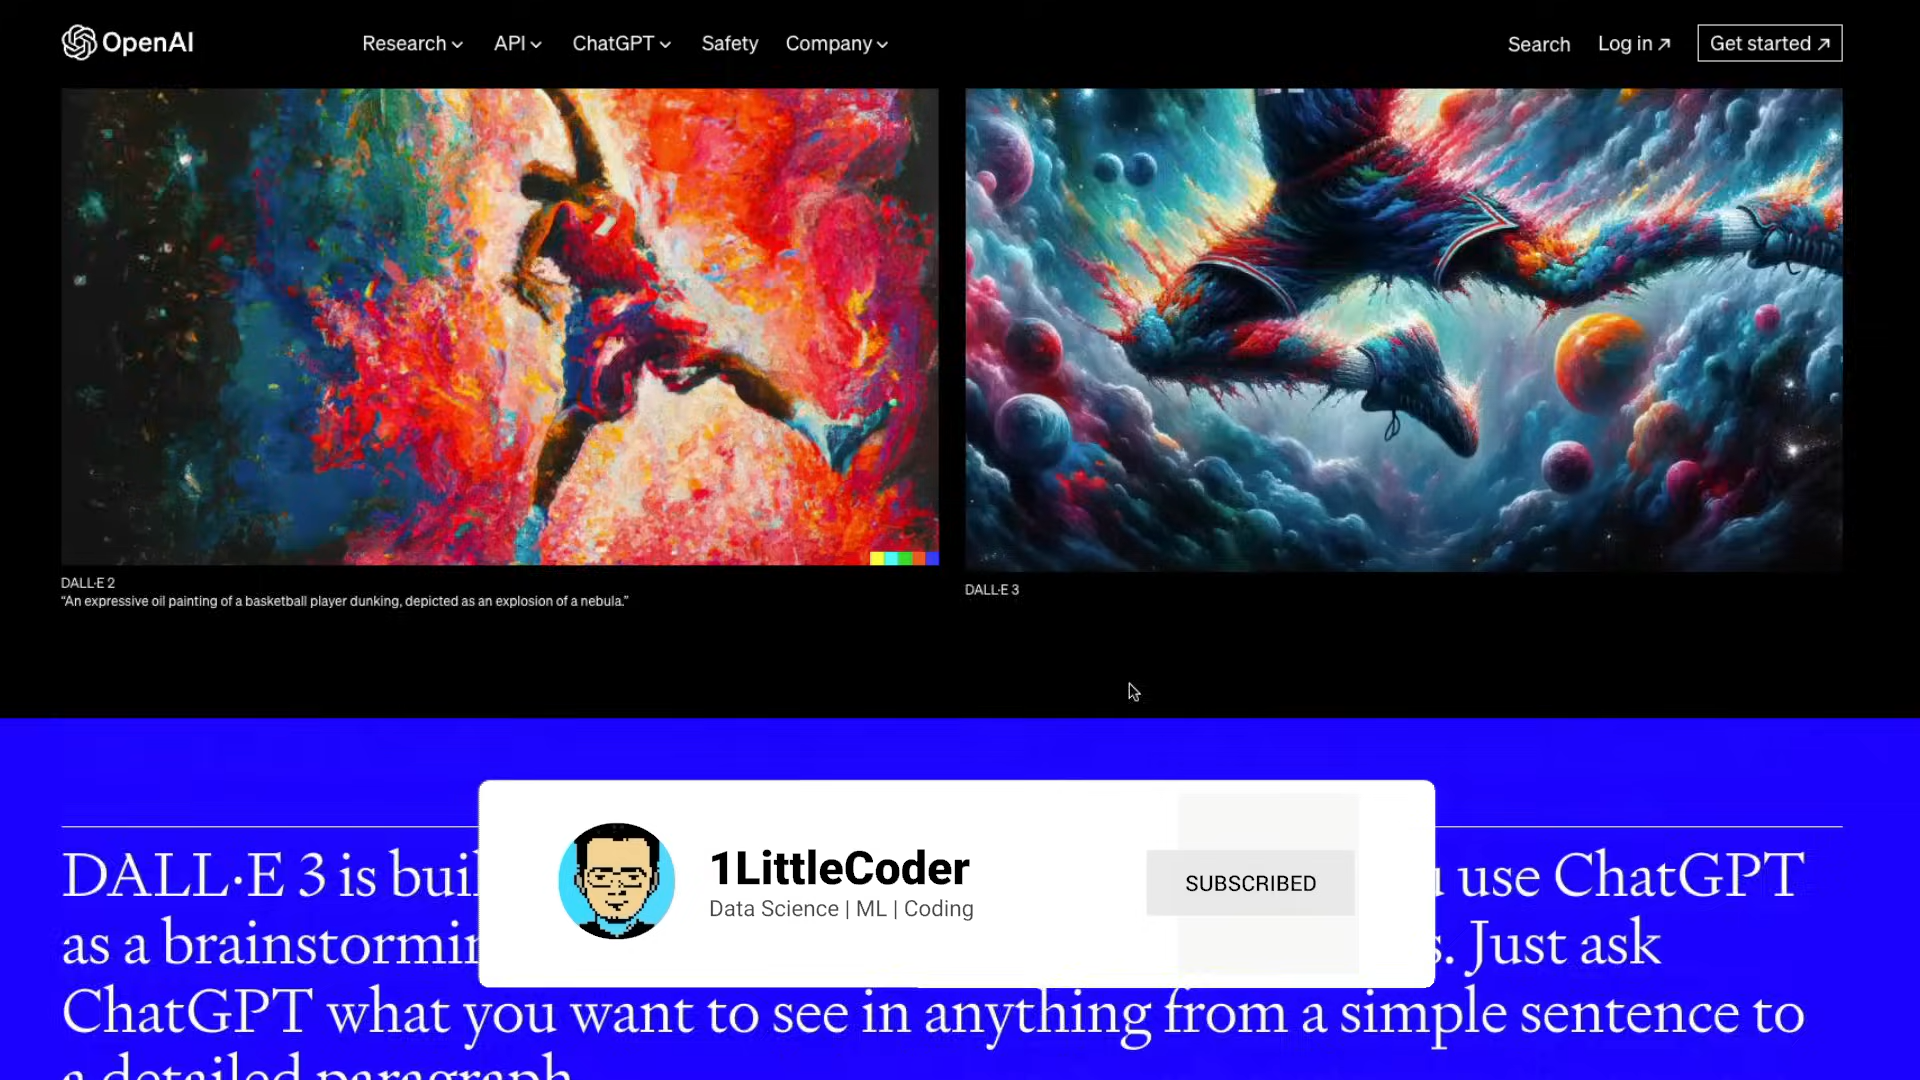 OpenAI Research API ChatGPT Safety Company Search Log in ↗ Get started ↗
DALL·E 2
“An expressive oil painting of a basketball player dunking, depicted as an explosion of a nebula.”
DALL·E 3
DALL·E 3 is use ChatGPT
as a Just ask
ChatGPT what you want to see in anything from a simple sentence to
a detailed paragraph
1LittleCoder
Data Science | ML | Coding
SUBSCRIBED